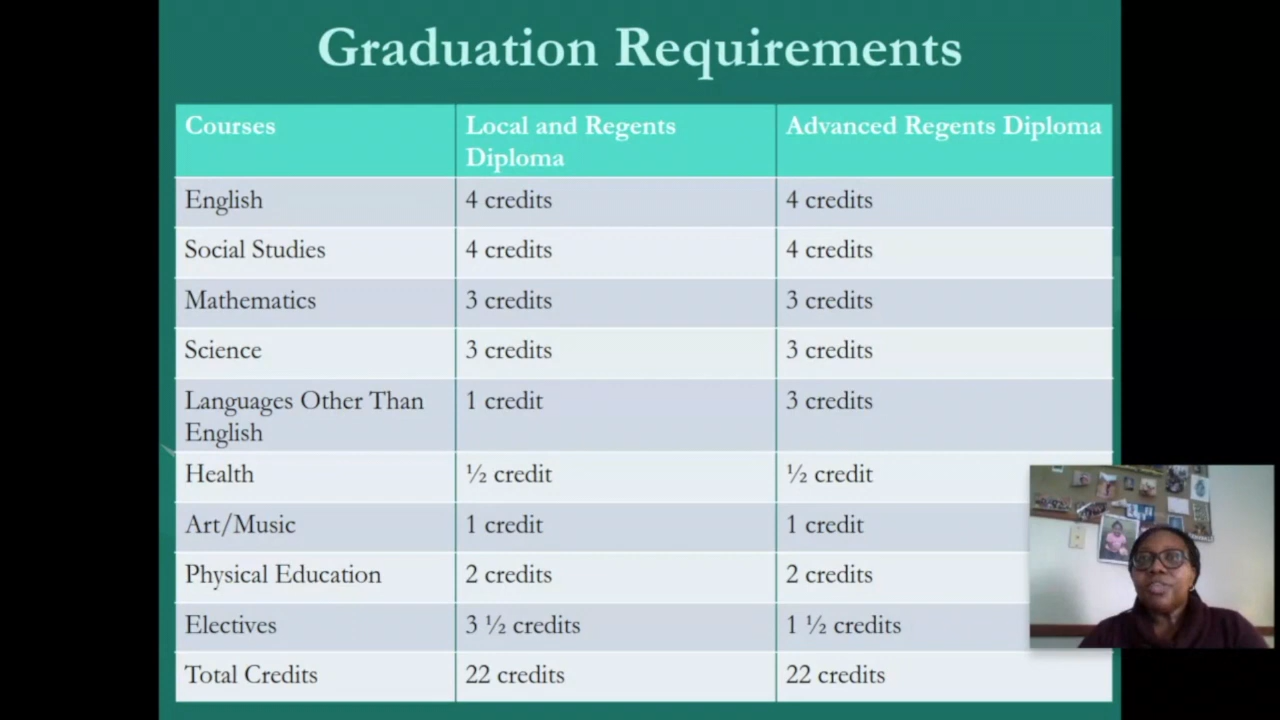 Graduation Requirements
Courses
Local and Regents
Diploma
Advanced Regents Diploma
English
4 credits
4 credits
Social Studies
4 credits
4 credits
Mathematics
3 credits
3 credits
Science
3 credits
3 credits
Languages Other Than
English
1 credit
3 credits
Health
½ credit
½ credit
Art/Music
1 credit
1 credit
Physical Education
2 credits
2 credits
Electives
3 ½ credits
1 ½ credits
Total Credits
22 credits
22 credits